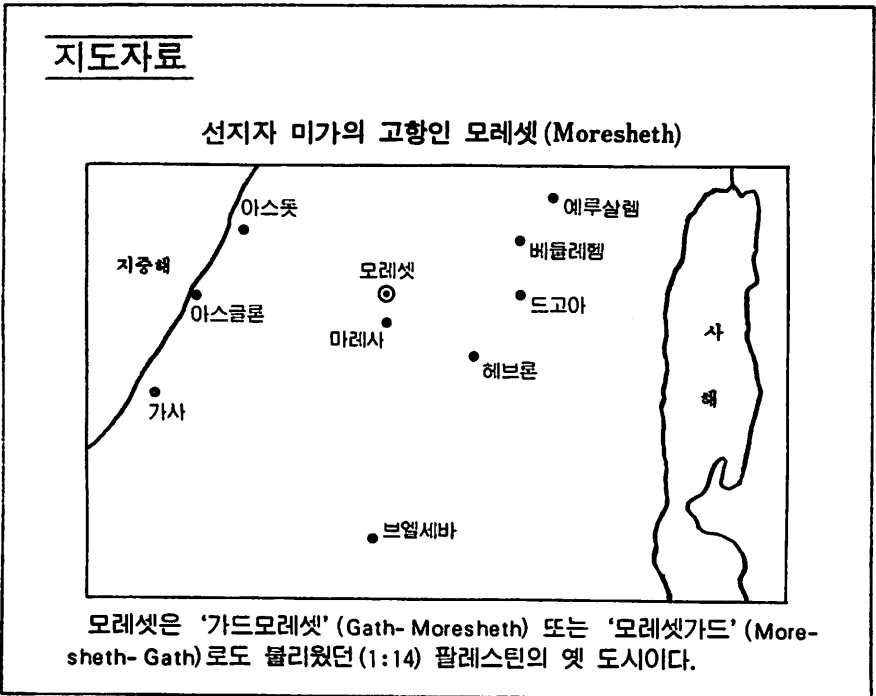 지도자료
선지자 미가의 고향인 모레셋(Moresheth)
아스돗
예루살렘
지중해
베들레헴
모레셋
아스글론
드고아
마레사
사
헤브론
해
가사
브엘세바
모레셋은 '가드모레셋' (Gath-Moresheth) 또는 '모레셋가드' (More-
sheth-Gath)로도 불리웠던(1:14) 팔레스틴의 옛 도시이다.